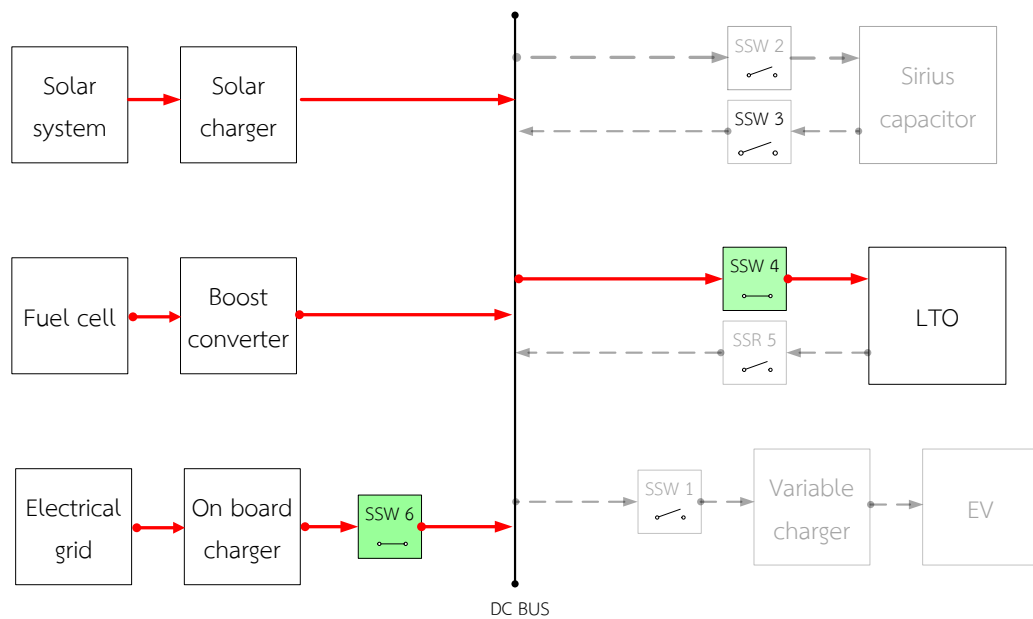 Solar
system
Solar
charger
SSW 2
SSW 3
Sirius
capacitor
Fuel cell
Boost
converter
SSW 4
SSR 5
LTO
Electrical
grid
On board
charger
SSW 6
SSW 1
Variable
charger
EV
DC BUS